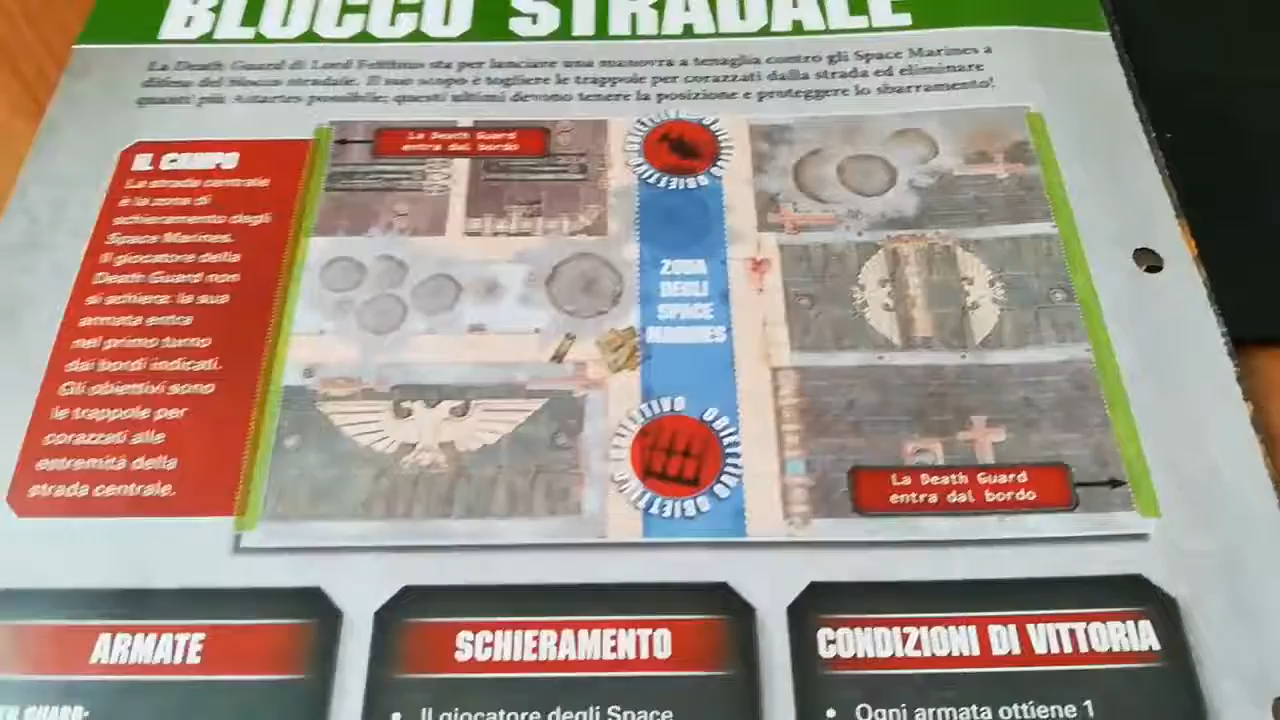 BLOCCO STRADALE
La Death Guard di Lord Felthius sta per lanciare una manovra a tenaglia contro gli Space Marines a
difesa del blocco stradale. Il suo scopo è togliere le trappole per corazzati dalla strada ed eliminare
quanti più Astartes possibile; questi ultimi devono tenere la posizione e proteggere lo sbarramento!
IL CAMPO
La strada centrale
è la zona di
schieramento degli
Space Marines.
Il giocatore della
Death Guard non
si schiera: la sua
armata entra
nel primo turno
dai bordi indicati.
Gli obiettivi sono
le trappole per
corazzati alle
estremità della
strada centrale.
La Death Guard
entra dal bordo
OBIETTIVO OBIETTIVO OBIETTIVO
ZONA
DEGLI
SPACE
MARINES
OBIETTIVO OBIETTIVO OBIETTIVO
La Death Guard
entra dal bordo
ARMATE
GUARD:
SCHIERAMENTO
• Il giocatore degli Space
CONDIZIONI DI VITTORIA
• Ogni armata ottiene 1